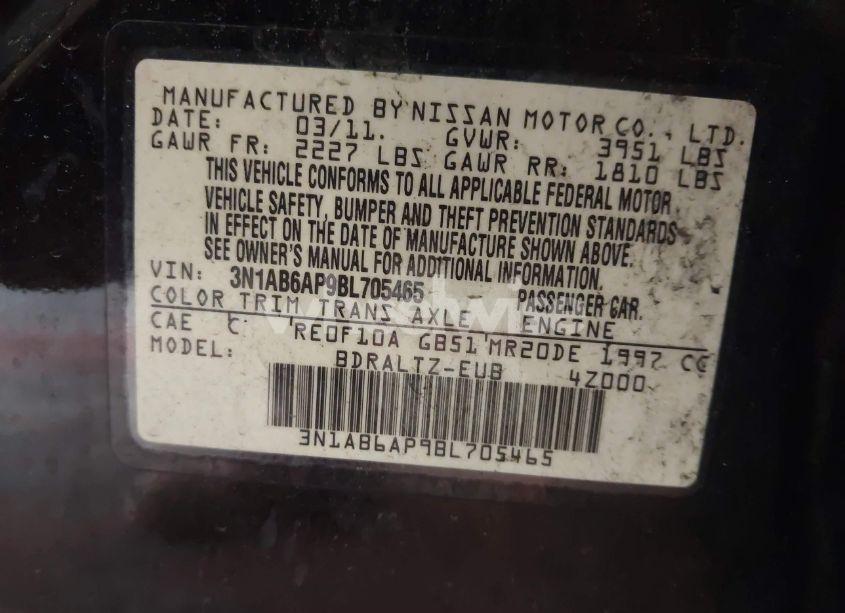 MANUFACTURED BY NISSAN MOTOR CO., LTD.
DATE: 03/11. GVWR: 3951 LBS
GAWR FR: 2227 LBS GAWR RR: 1810 LBS
THIS VEHICLE CONFORMS TO ALL APPLICABLE FEDERAL MOTOR
VEHICLE SAFETY, BUMPER AND THEFT PREVENTION STANDARDS
IN EFFECT ON THE DATE OF MANUFACTURE SHOWN ABOVE.
SEE OWNER'S MANUAL FOR ADDITIONAL INFORMATION.
VIN: 3N1AB6AP9BL705465 PASSENGER CAR.
COLOR TRIM TRANS AXLE ENGINE
CAE C RE0F10A GB51 MR20DE 1997 CC
MODEL: BDRALTZ-EUB 4Z000
3N1AB6AP9BL705465